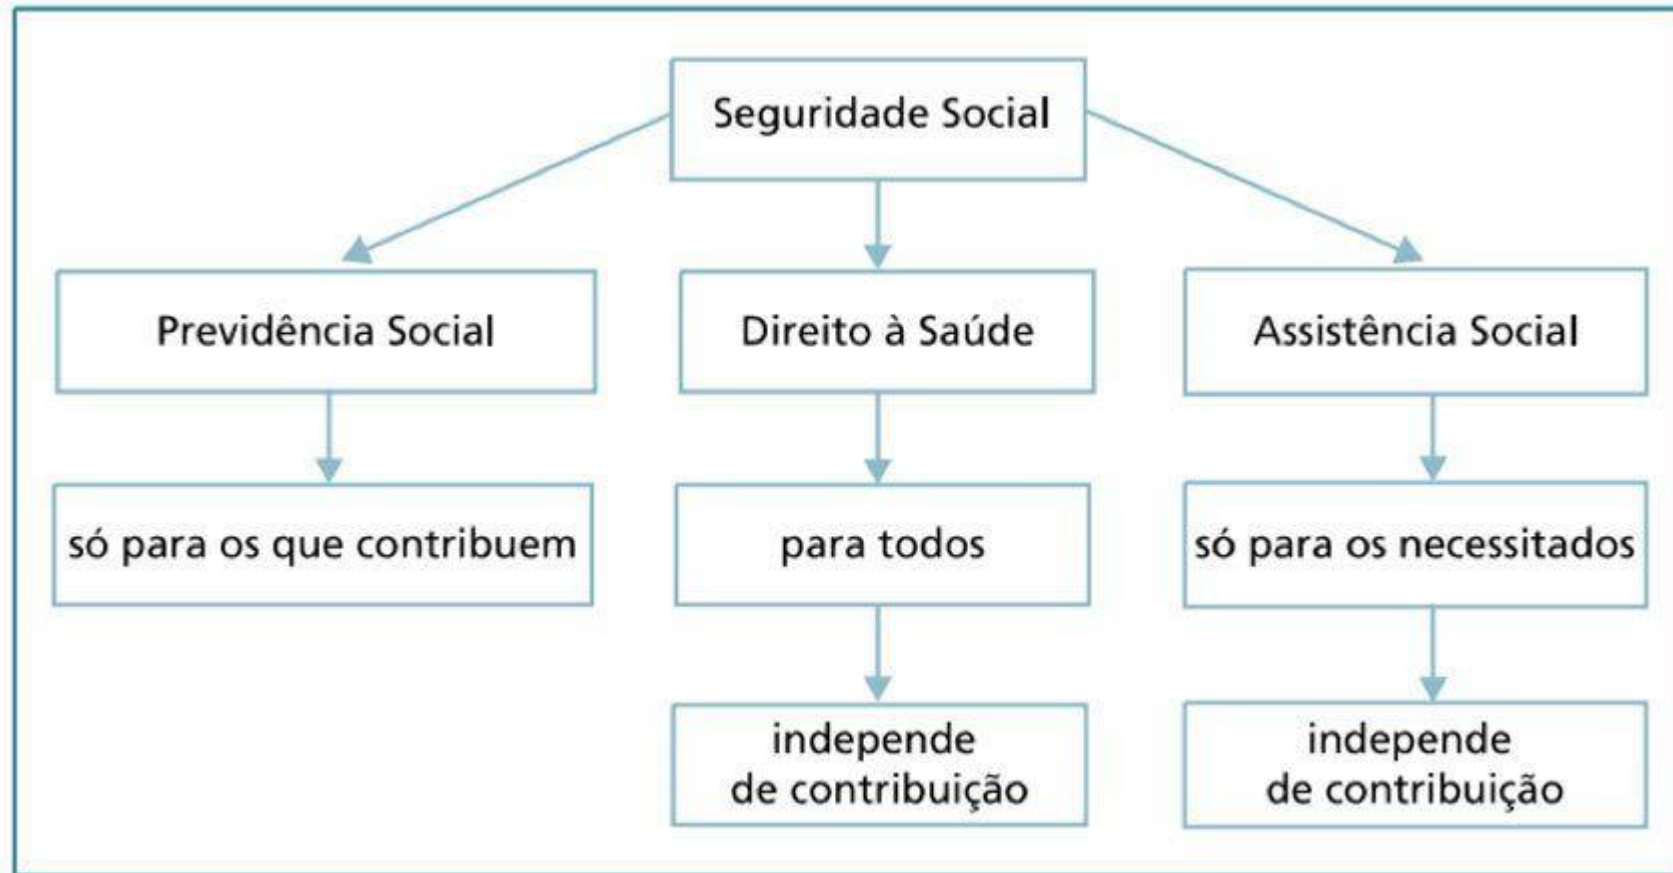 Seguridade Social
Previdência Social
Direito à Saúde
Assistência Social
só para os que contribuem
para todos
só para os necessitados
independe
de contribuição
independe
de contribuição